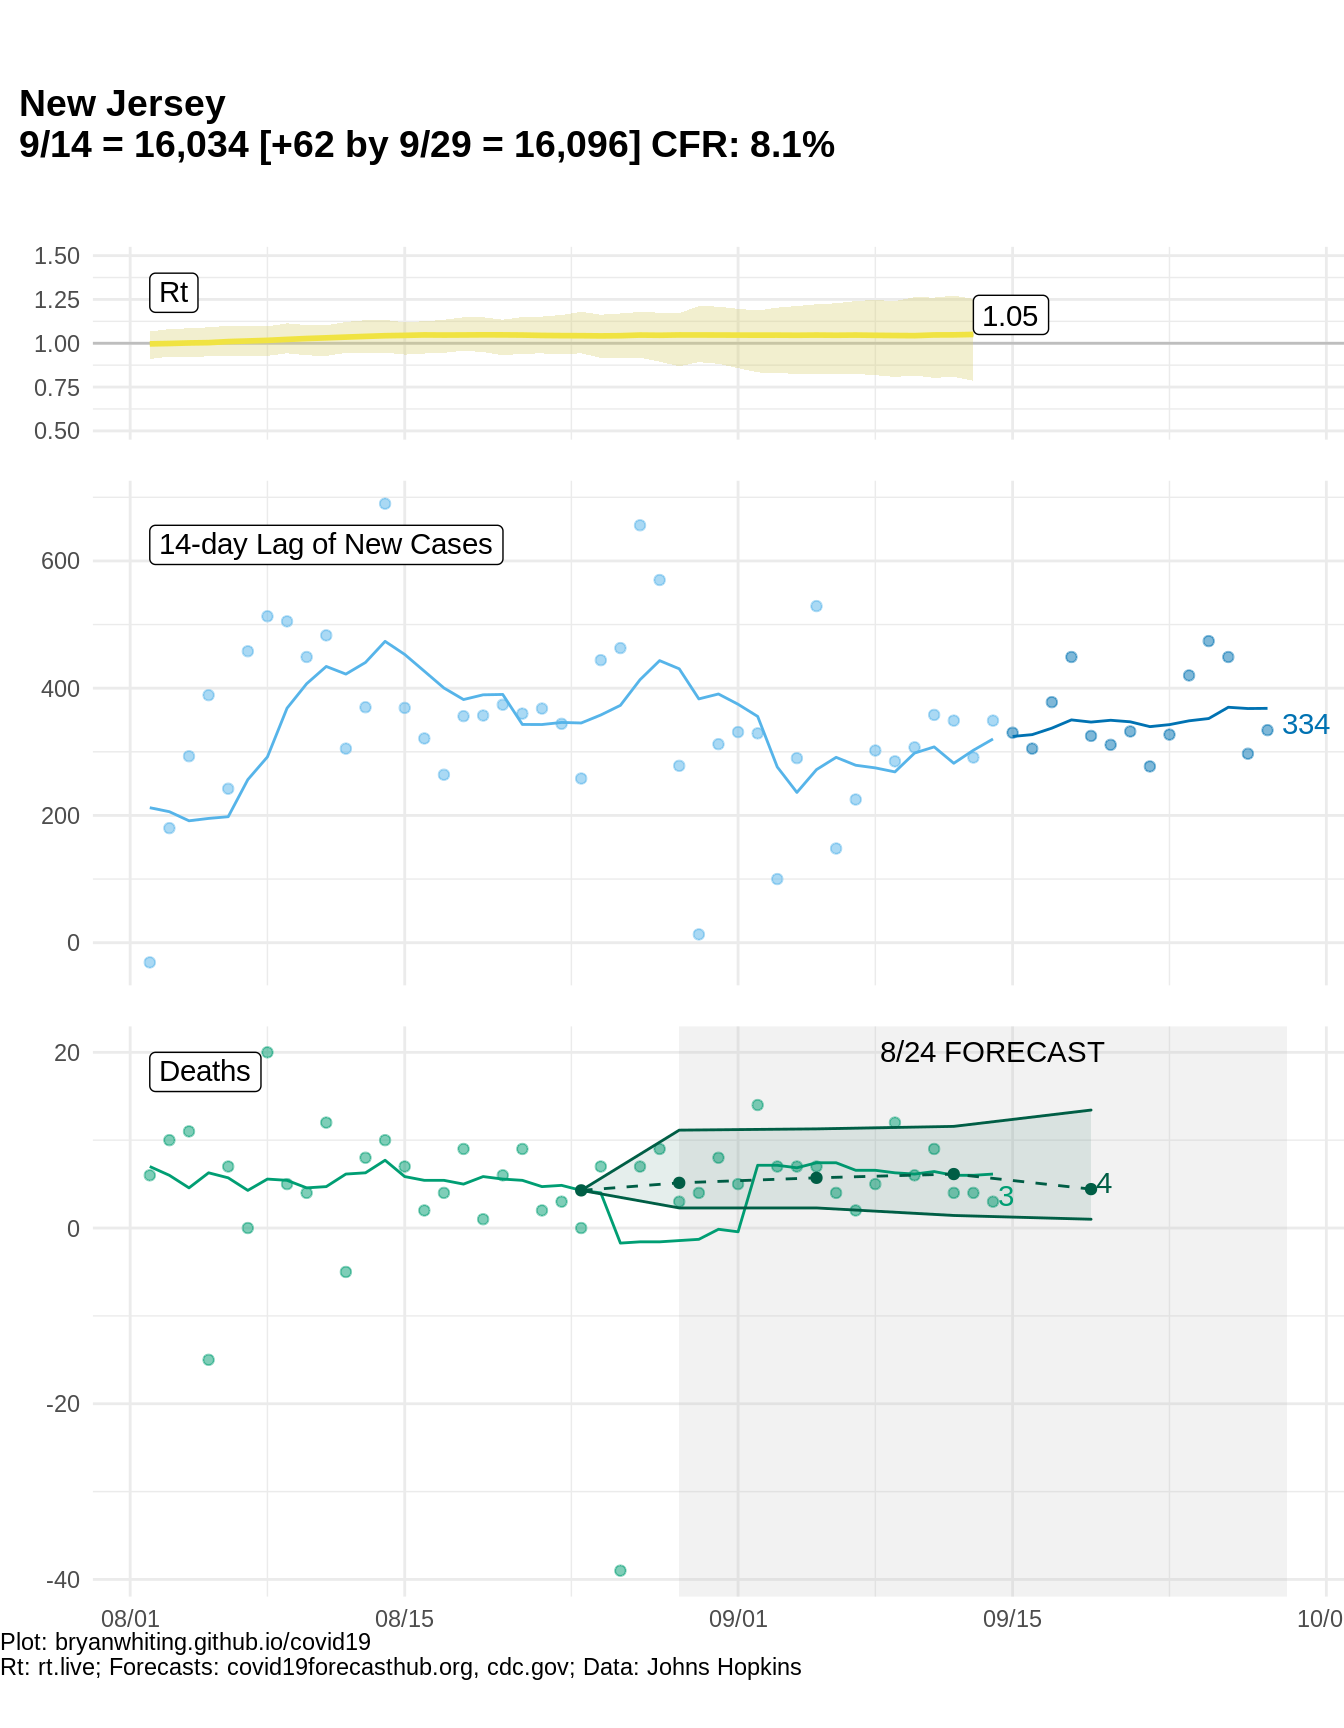 New Jersey
9/14 = 16,034 [+62 by 9/29 = 16,096] CFR: 8.1%
1.50
1.25
1.00
0.75
0.50
Rt
1.05
600
400
200
0
14-day Lag of New Cases
334
20
0
-20
-40
Deaths
8/24 FORECAST
3
4
08/01
08/15
09/01
09/15
10/0
Plot: bryanwhiting.github.io/covid19
Rt: rt.live; Forecasts: covid19forecasthub.org, cdc.gov; Data: Johns Hopkins